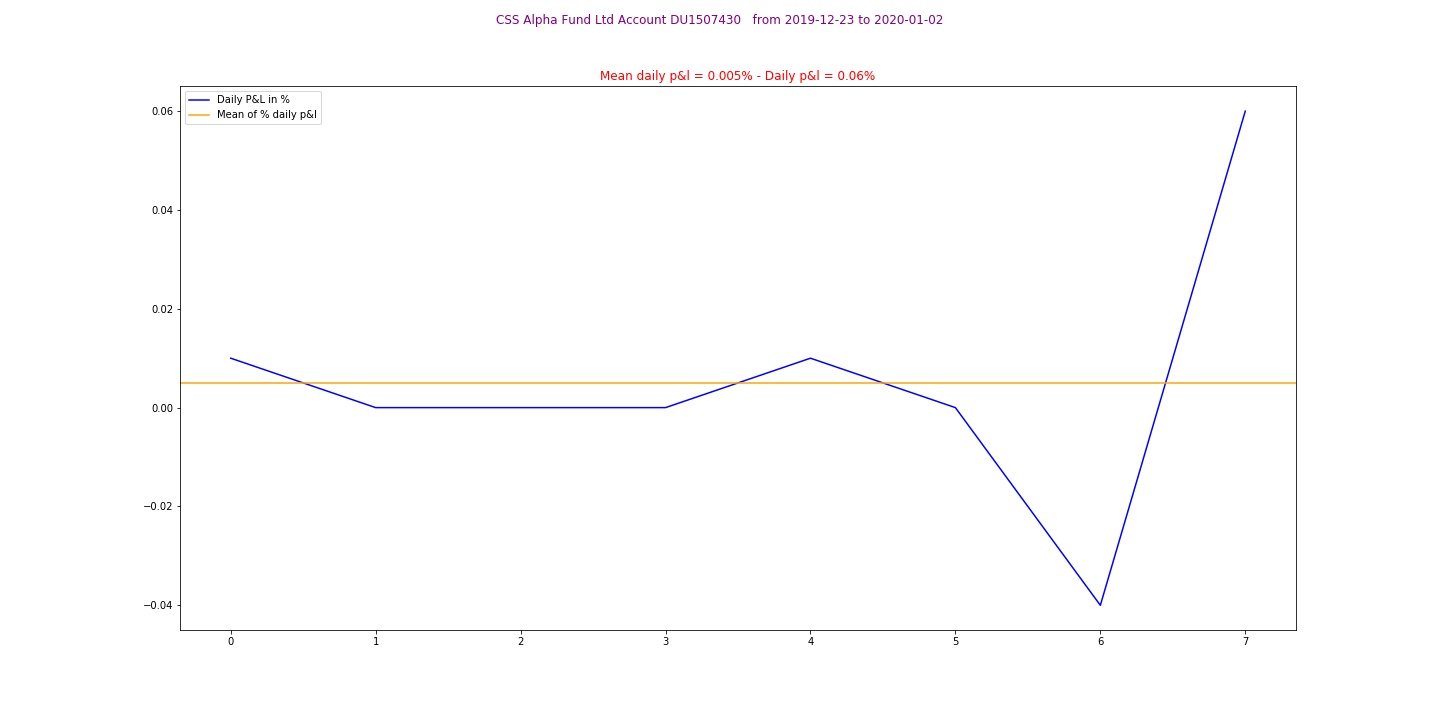 CSS Alpha Fund Ltd Account DU1507430   from 2019-12-23 to 2020-01-02
Mean daily p&l = 0.005% - Daily p&l = 0.06%
Daily P&L in %
Mean of % daily p&l
0.06
0.04
0.02
0.00
−0.02
−0.04
0 1 2 3 4 5 6 7